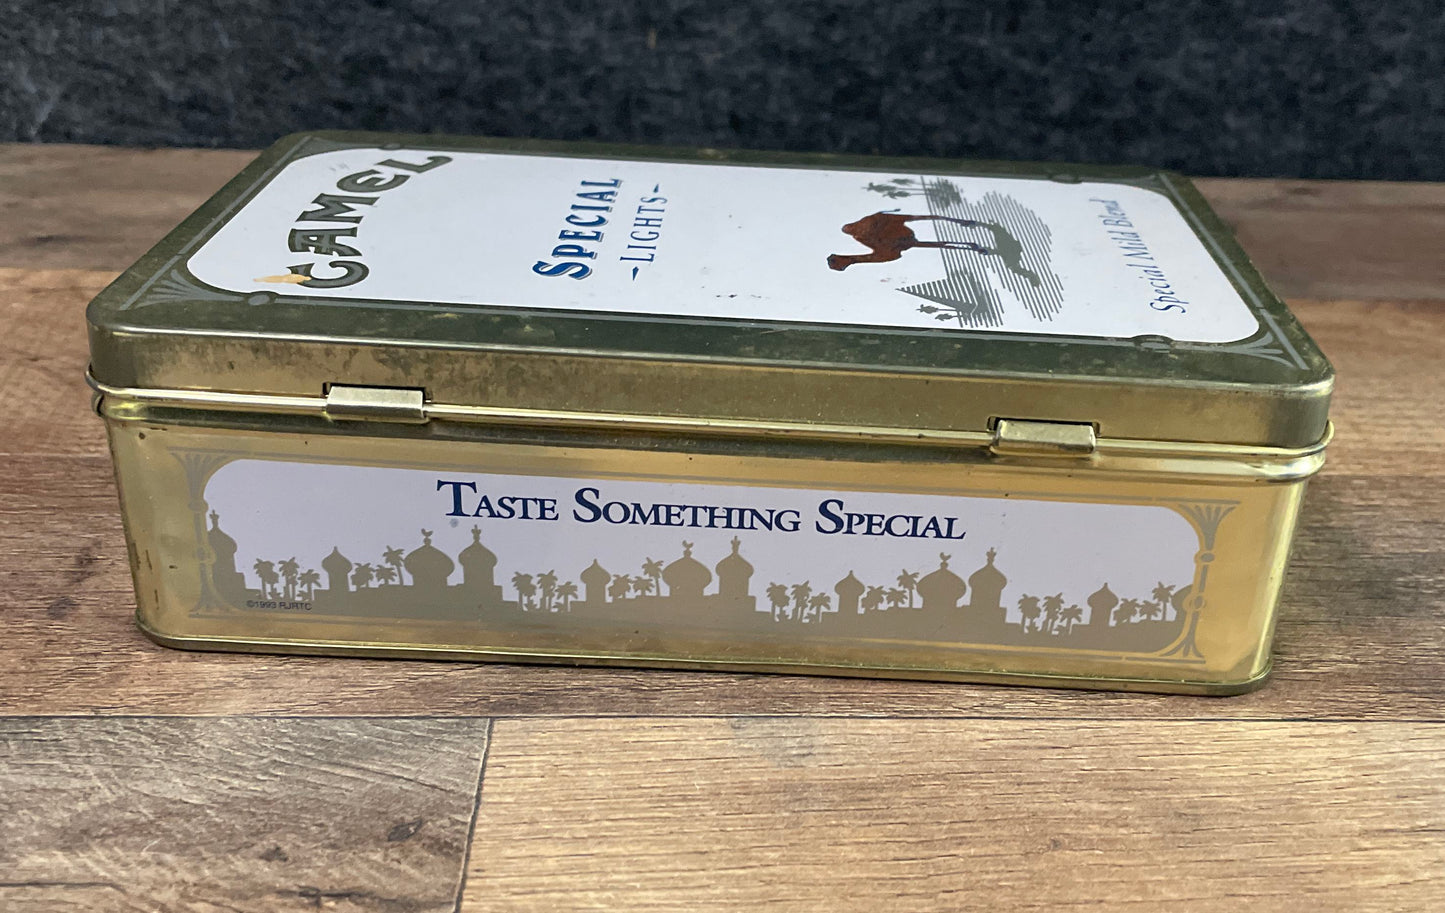 CAMEL
SPECIAL
-LIGHTS-
Special Mild Blend
TASTE SOMETHING SPECIAL
©1993 RJRTC